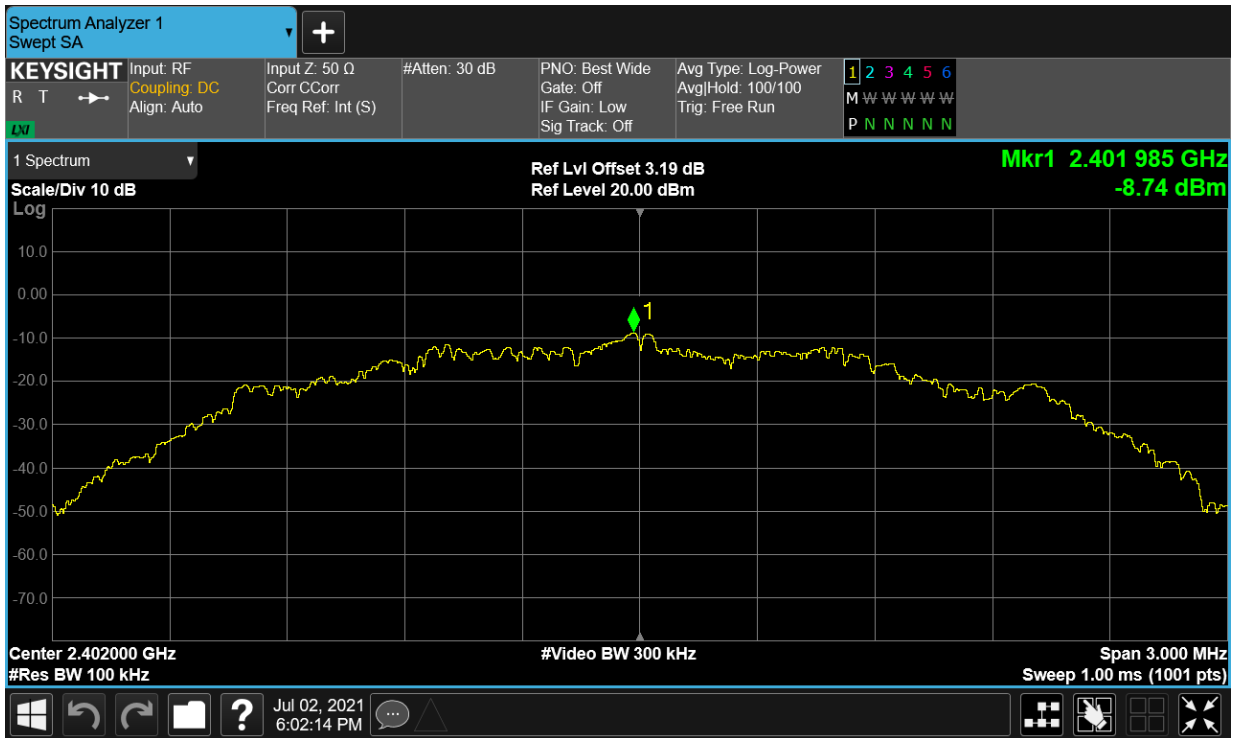 Spectrum Analyzer 1
Swept SA
KEYSIGHT
R T
LXI
Input: RF
Coupling: DC
Align: Auto
Input Z: 50 Ω
Corr CCorr
Freq Ref: Int (S)
#Atten: 30 dB
PNO: Best Wide
Gate: Off
IF Gain: Low
Sig Track: Off
Avg Type: Log-Power
Avg|Hold: 100/100
Trig: Free Run
1 2 3 4 5 6
M W W W W W
P N N N N N
1 Spectrum
Scale/Div 10 dB
Log
Ref Lvl Offset 3.19 dB
Ref Level 20.00 dBm
Mkr1 2.401 985 GHz
-8.74 dBm
10.0
0.00
1
-10.0
-20.0
-30.0
-40.0
-50.0
-60.0
-70.0
Center 2.402000 GHz
#Res BW 100 kHz
#Video BW 300 kHz
Span 3.000 MHz
Sweep 1.00 ms (1001 pts)
?
Jul 02, 2021
6:02:14 PM